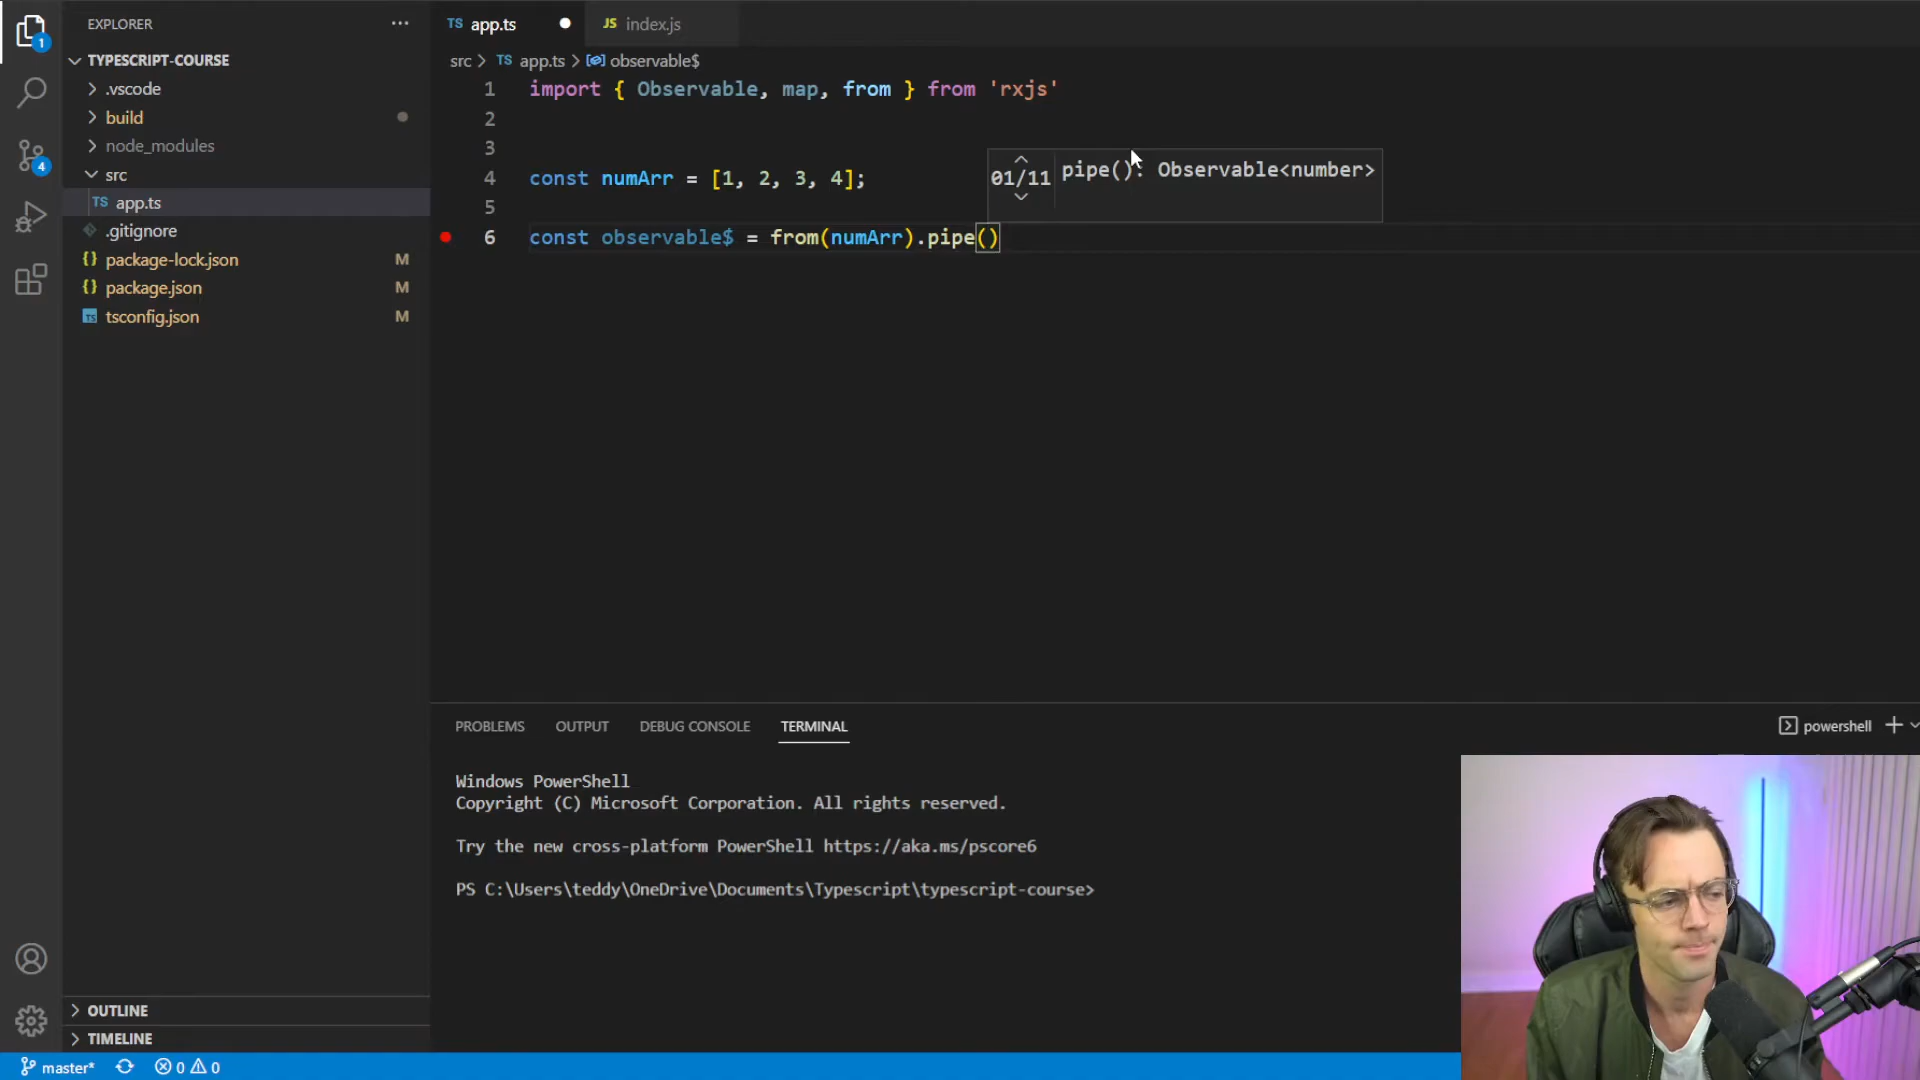 EXPLORER
TYPESCRIPT-COURSE
.vscode
build
node_modules
src
TS app.ts
.gitignore
{} package-lock.json M
{} package.json M
TS tsconfig.json M
OUTLINE
TIMELINE
1
4
TS app.ts
JS index.js
src > TS app.ts > observable$
1 import { Observable, map, from } from 'rxjs'
2
3
4 const numArr = [1, 2, 3, 4];
5
6 const observable$ = from(numArr).pipe()
01/11 pipe(): Observable<number>
PROBLEMS OUTPUT DEBUG CONSOLE TERMINAL
powershell
Windows PowerShell
Copyright (C) Microsoft Corporation. All rights reserved.
Try the new cross-platform PowerShell https://aka.ms/pscore6
PS C:\Users\teddy\OneDrive\Documents\Typescript\typescript-course>
master* 0 0